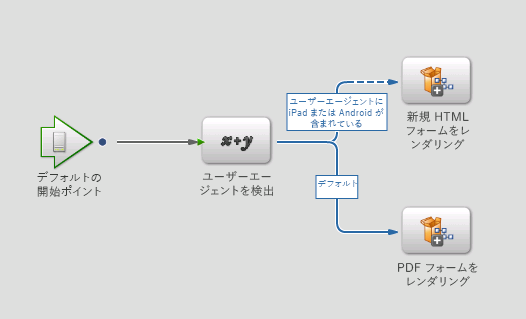 デフォルトの
開始ポイント
x+y
ユーザーエー
ジェントを検出
ユーザーエージェントに
iPad または Android が
含まれている
デフォルト
新規 HTML
フォームをレ
ンダリング
PDF フォームを
レンダリング